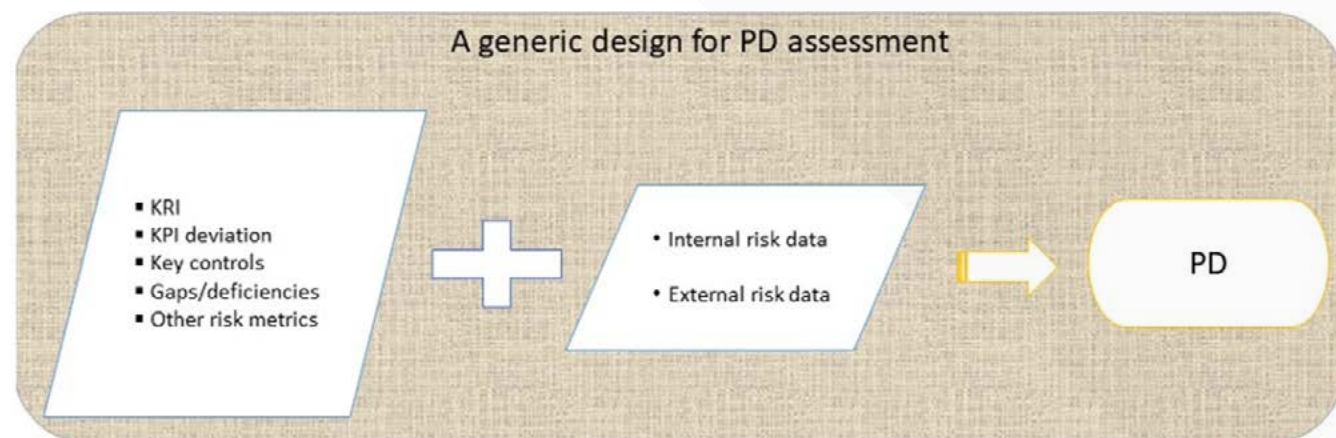 A generic design for PD assessment
▪ KRI
▪ KPI deviation
▪ Key controls
▪ Gaps/deficiencies
▪ Other risk metrics
• Internal risk data
• External risk data
PD